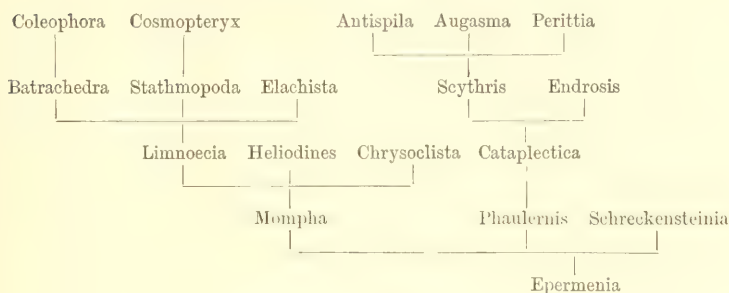 Coleophora Cosmopteryx Antispila Augasma Perittia
Batrachedra Stathmopoda Elachista Scythris Endrosis
Limnoecia Heliodines Chrysoclista Cataplectica
Mompha Phaulernis Schreckensteinia
Epermenia